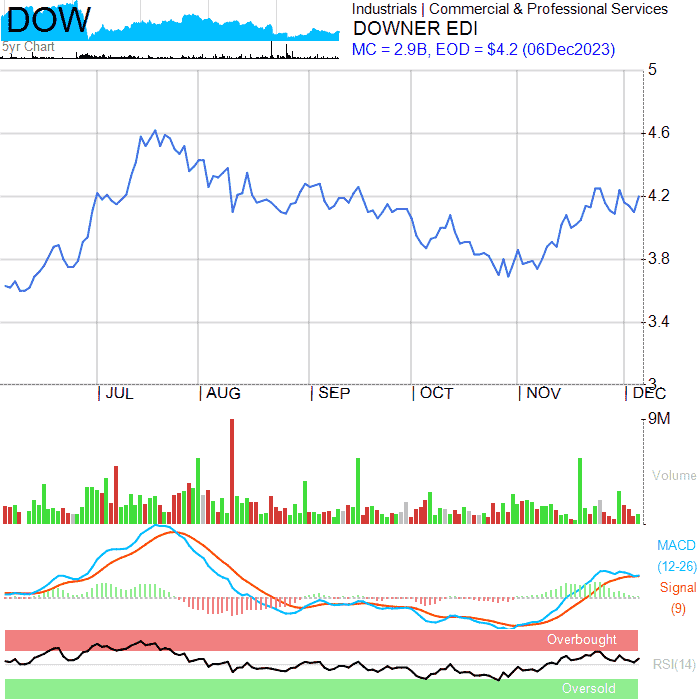 DOW
5yr Chart
Industrials | Commercial & Professional Services
DOWNER EDI
MC = 2.9B, EOD = $4.2 (06Dec2023)
5
4.6
4.2
3.8
3.4
3
| JUL | AUG | SEP | OCT | NOV | DEC
9M
Volume
MACD
(12-26)
Signal
(9)
Overbought
RSI(14)
Oversold